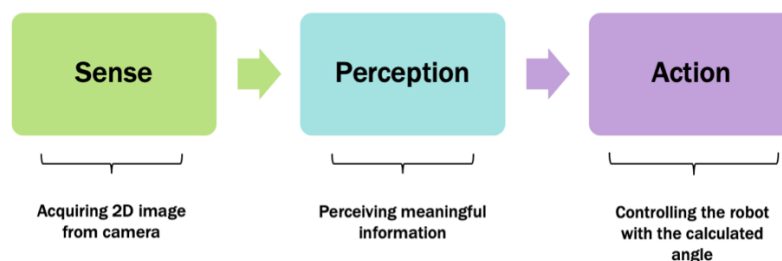 Sense
Perception
Action
Acquiring 2D image
from camera
Perceiving meaningful
information
Controlling the robot
with the calculated
angle